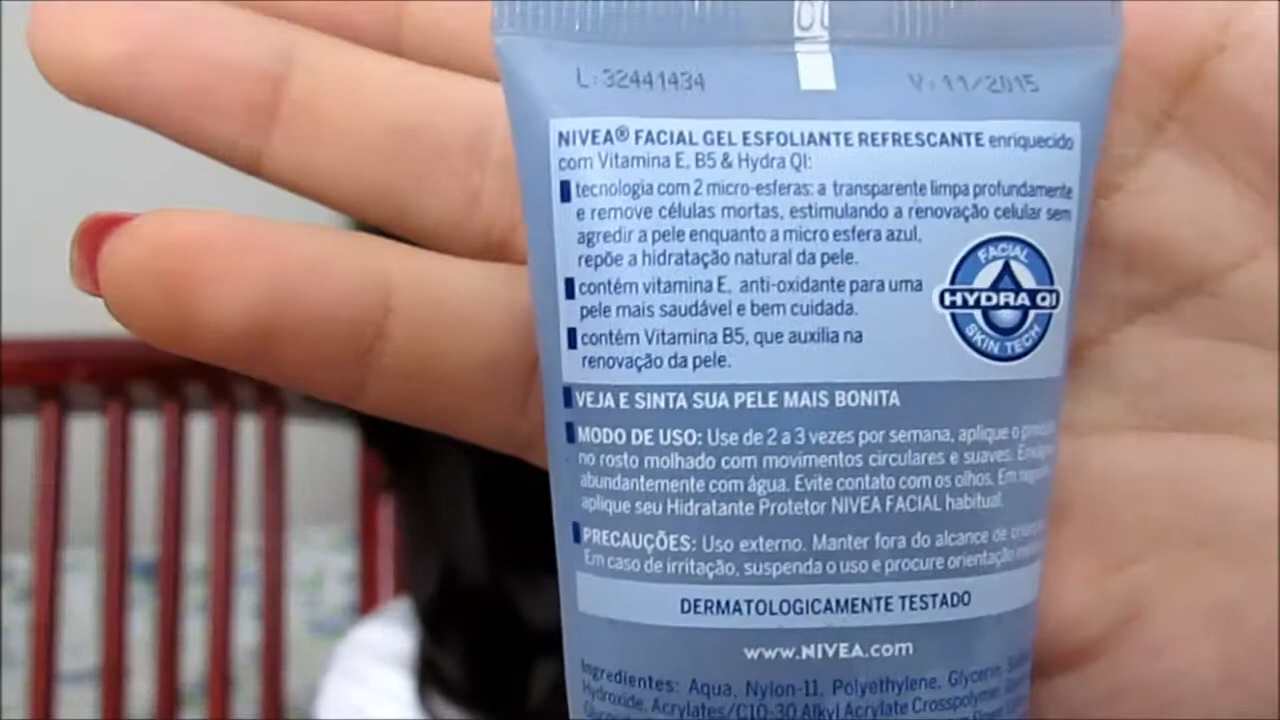 L: 32441434
V: 11/2015
NIVEA® FACIAL GEL ESFOLIANTE REFRESCANTE enriquecido
com Vitamina E, B5 & Hydra QI:
tecnologia com 2 micro-esferas: a transparente limpa profundamente
e remove células mortas, estimulando a renovação celular sem
agredir a pele enquanto a micro esfera azul,
repõe a hidratação natural da pele.
contém vitamina E, anti-oxidante para uma
pele mais saudável e bem cuidada.
contém Vitamina B5, que auxilia na
renovação da pele.
FACIAL
HYDRA QI
SKIN TECH
VEJA E SINTA SUA PELE MAIS BONITA
MODO DE USO: Use de 2 a 3 vezes por semana, aplique o
no rosto molhado com movimentos circulares e suaves.
abundantemente com água. Evite contato com os olhos. Em
aplique seu Hidratante Protetor NIVEA FACIAL habitual.
PRECAUÇÕES: Uso externo. Manter fora do alcance de
Em caso de irritação, suspenda o uso e procure orientação
DERMATOLOGICAMENTE TESTADO
www.NIVEA.com
Ingredientes: Aqua, Nylon-11, Polyethylene, Glycerin,
Hydroxide, Acrylates/C10-30 Alkyl Acrylate Crosspolymer,